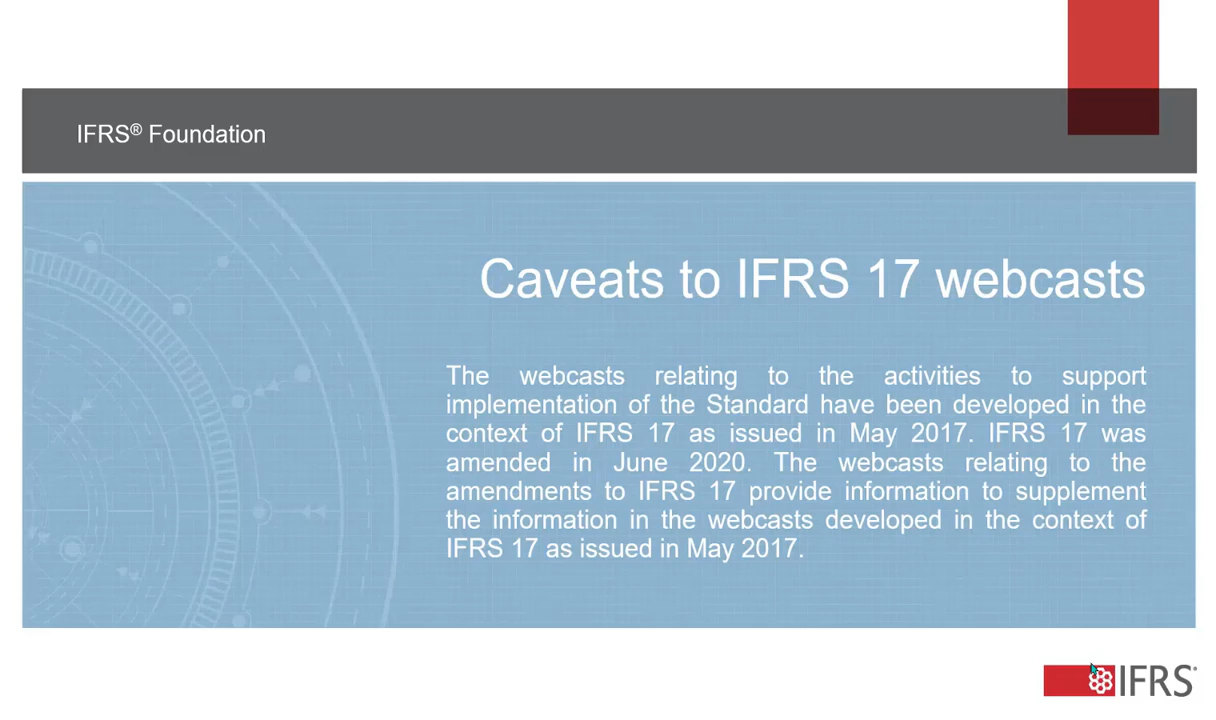 IFRS® Foundation
Caveats to IFRS 17 webcasts
The webcasts relating to the activities to support
implementation of the Standard have been developed in the
context of IFRS 17 as issued in May 2017. IFRS 17 was
amended in June 2020. The webcasts relating to the
amendments to IFRS 17 provide information to supplement
the information in the webcasts developed in the context of
IFRS 17 as issued in May 2017.
IFRS®